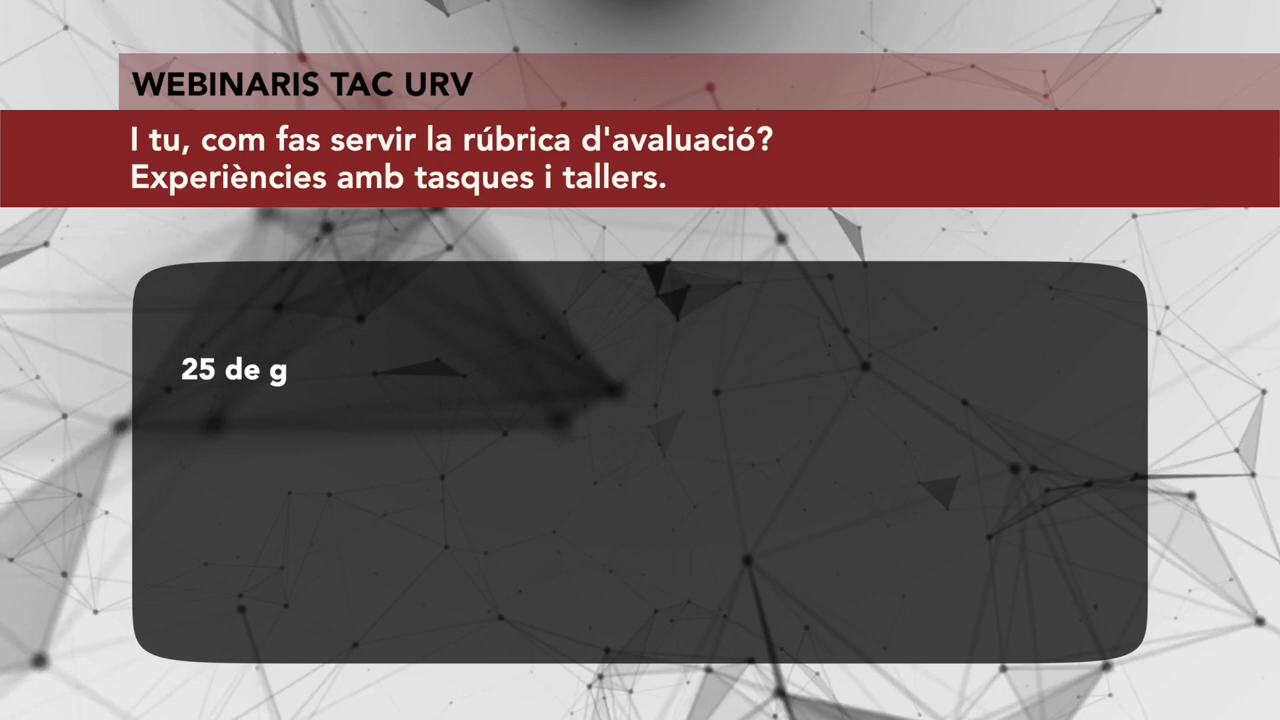 WEBINARIS TAC URV
I tu, com fas servir la rúbrica d'avaluació?
Experiències amb tasques i tallers.
25 de g